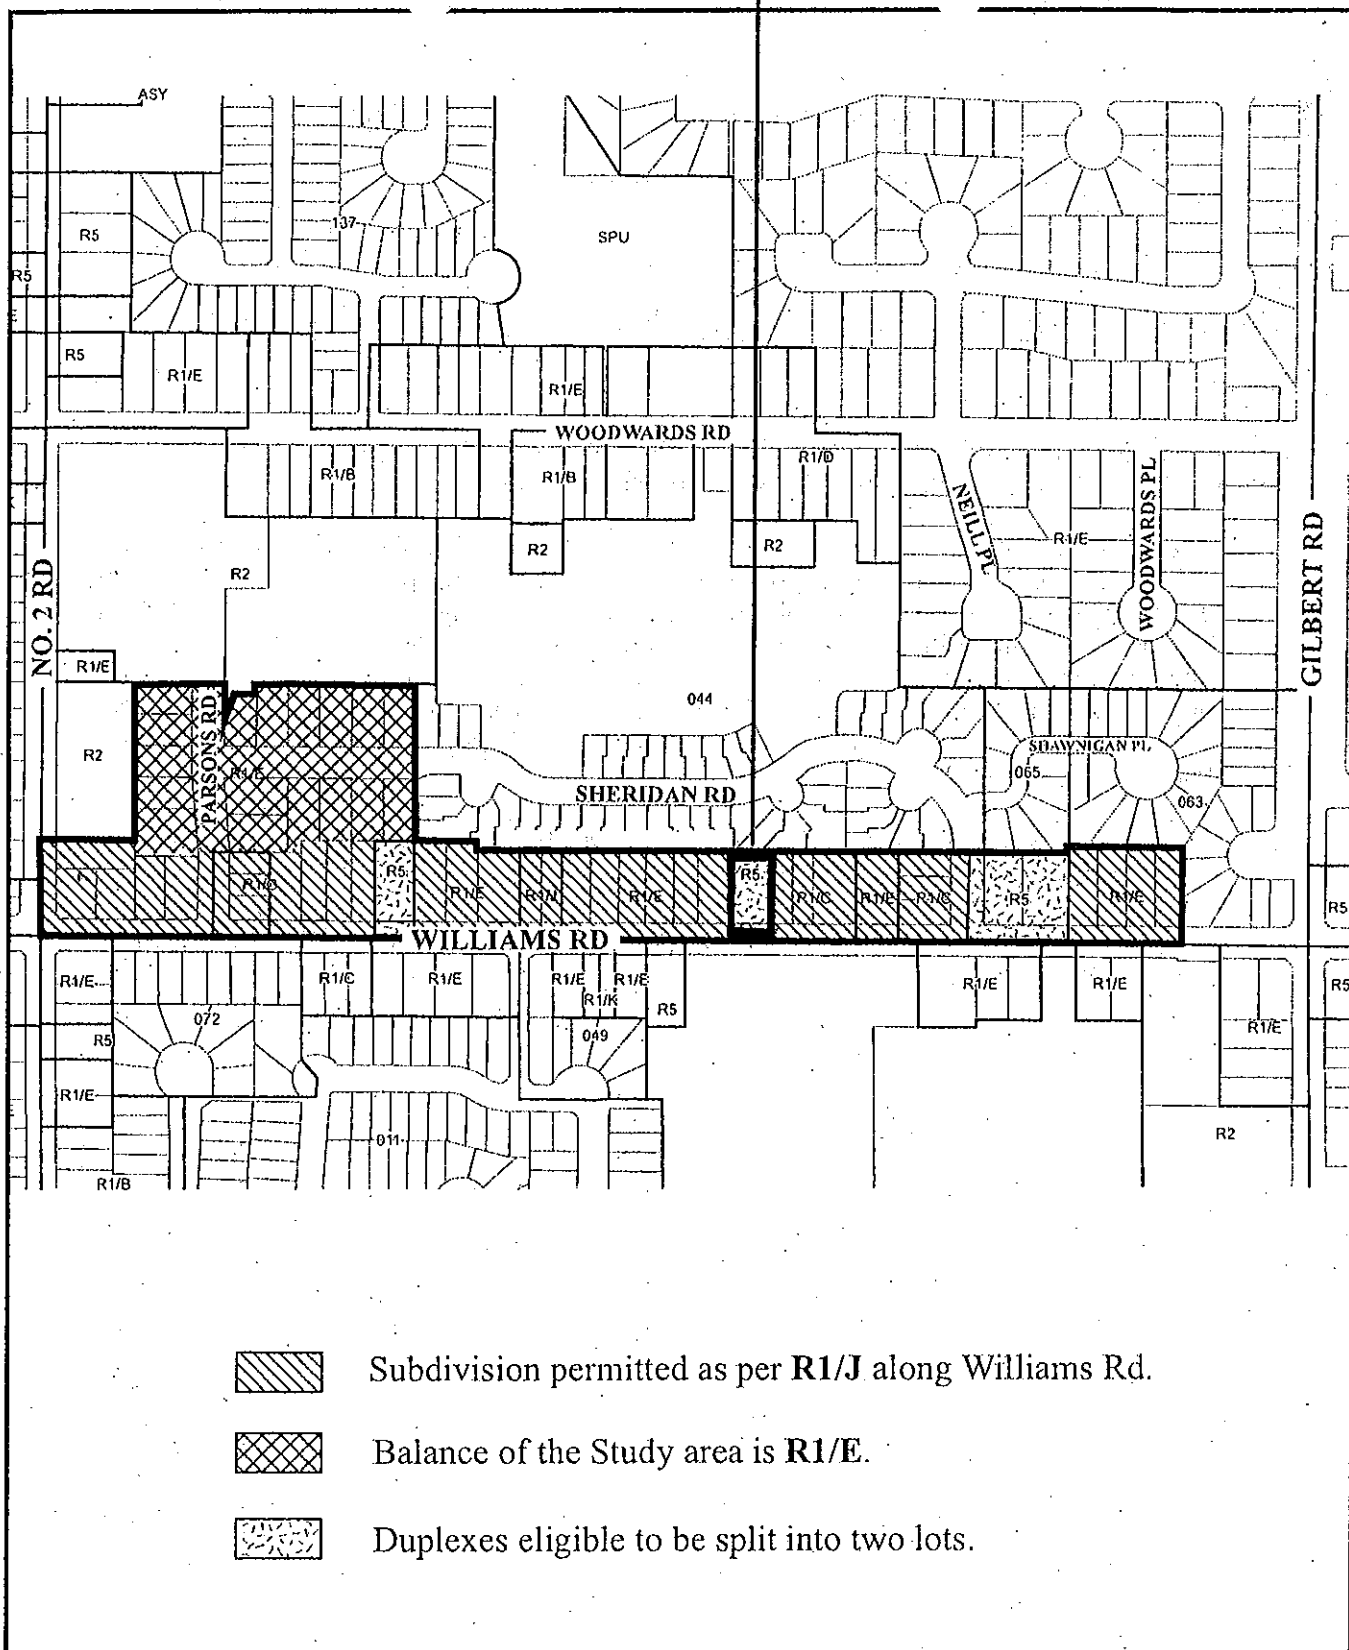 ASY
137
SPU
R5
R5
R5
R1/E
R1/E
WOODWARDS RD
R1/B
R1/B
R1/D
R2
R2
R2
NEILL PL
R1/E
WOODWARDS PL
NO. 2 RD
GILBERT RD
R1/E
R2
PARSONS RD
R1/E
044
SHERIDAN RD
SHAWNIGAN PL
065
063
R5
R1/E
R1/E
R5
R1/C
R1/E
R1/C
R5
R1/E
R5
WILLIAMS RD
R1/E
R1/C
R1/E
R1/E
R1/K
R1/E
R5
R1/E
R1/E
R5
R1/E
072
R5
049
R1/E
011
R1/B
R2
Subdivision permitted as per R1/J along Williams Rd.
Balance of the Study area is R1/E.
Duplexes eligible to be split into two lots.